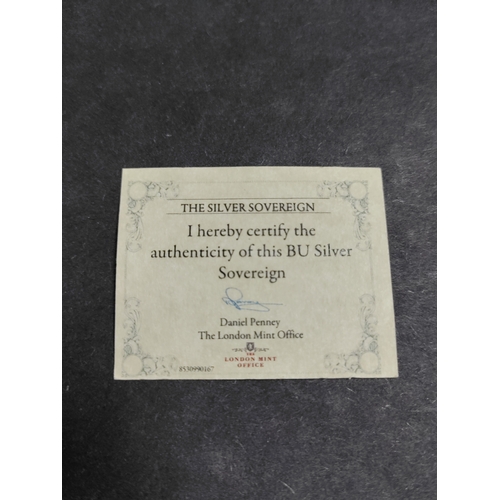 THE SILVER SOVEREIGN
I hereby certify the
authenticity of this BU Silver
Sovereign
Daniel Penney
The London Mint Office
THE
LONDON MINT
OFFICE